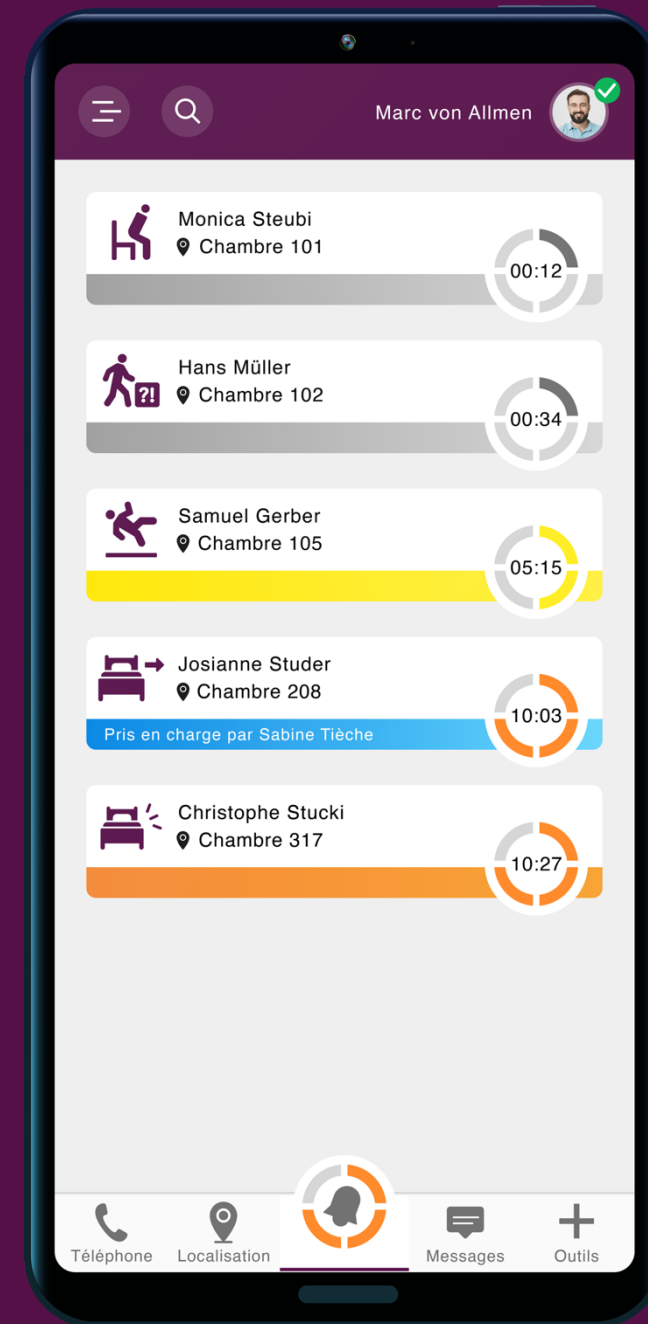 Marc von Allmen
Monica Steubi
Chambre 101
00:12
Hans Müller
?!
Chambre 102
00:34
Samuel Gerber
Chambre 105
05:15
Josianne Studer
Chambre 208
10:03
Pris en charge par Sabine Tièche
Christophe Stucki
Chambre 317
10:27
Téléphone
Localisation
Messages
Outils